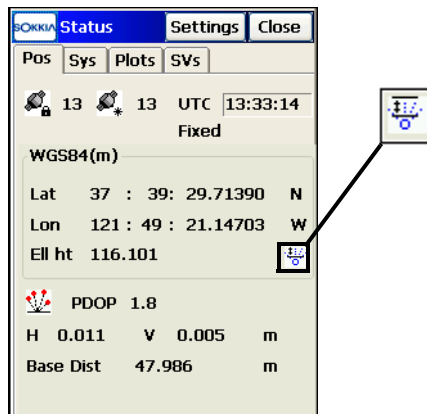 SOKKIA Status Settings Close
Pos Sys Plots SVs
13 13 UTC 13:33:14
Fixed
WGS84(m)
Lat 37 : 39: 29.71390 N
Lon 121 : 49 : 21.14703 W
Ell ht 116.101
PDOP 1.8
H 0.011 V 0.005 m
Base Dist 47.986 m